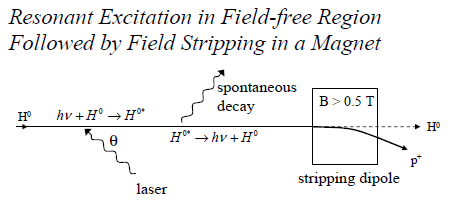 Resonant Excitation in Field-free Region
Followed by Field Stripping in a Magnet
spontaneous
decay
B > 0.5 T
H⁰
hν + H⁰ → H⁰*
H⁰
θ
H⁰* → hν + H⁰
p⁺
laser
stripping dipole